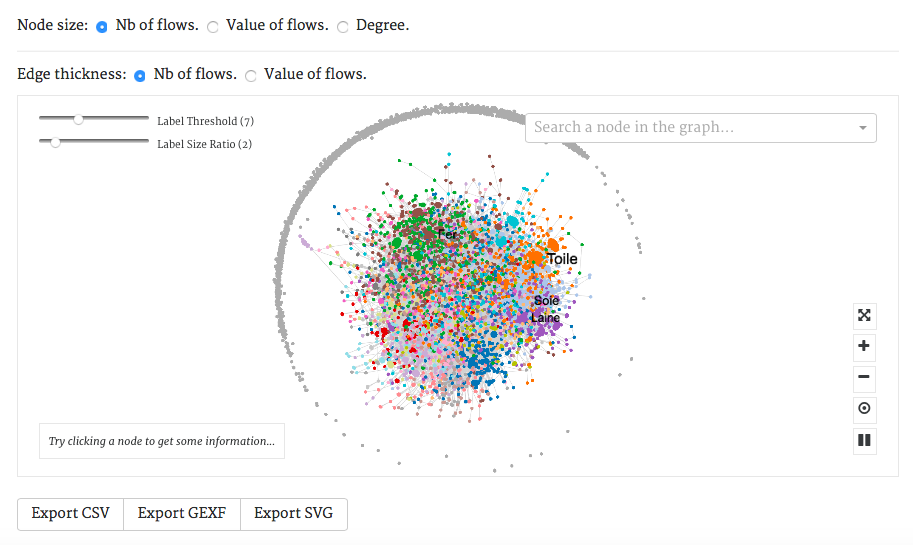 Node size: Nb of flows. Value of flows. Degree.
Edge thickness: Nb of flows. Value of flows.
Label Threshold (7)
Label Size Ratio (2)
Search a node in the graph...
Fer
Toile
Soie
Laine
Try clicking a node to get some information...
Export CSV Export GEXF Export SVG